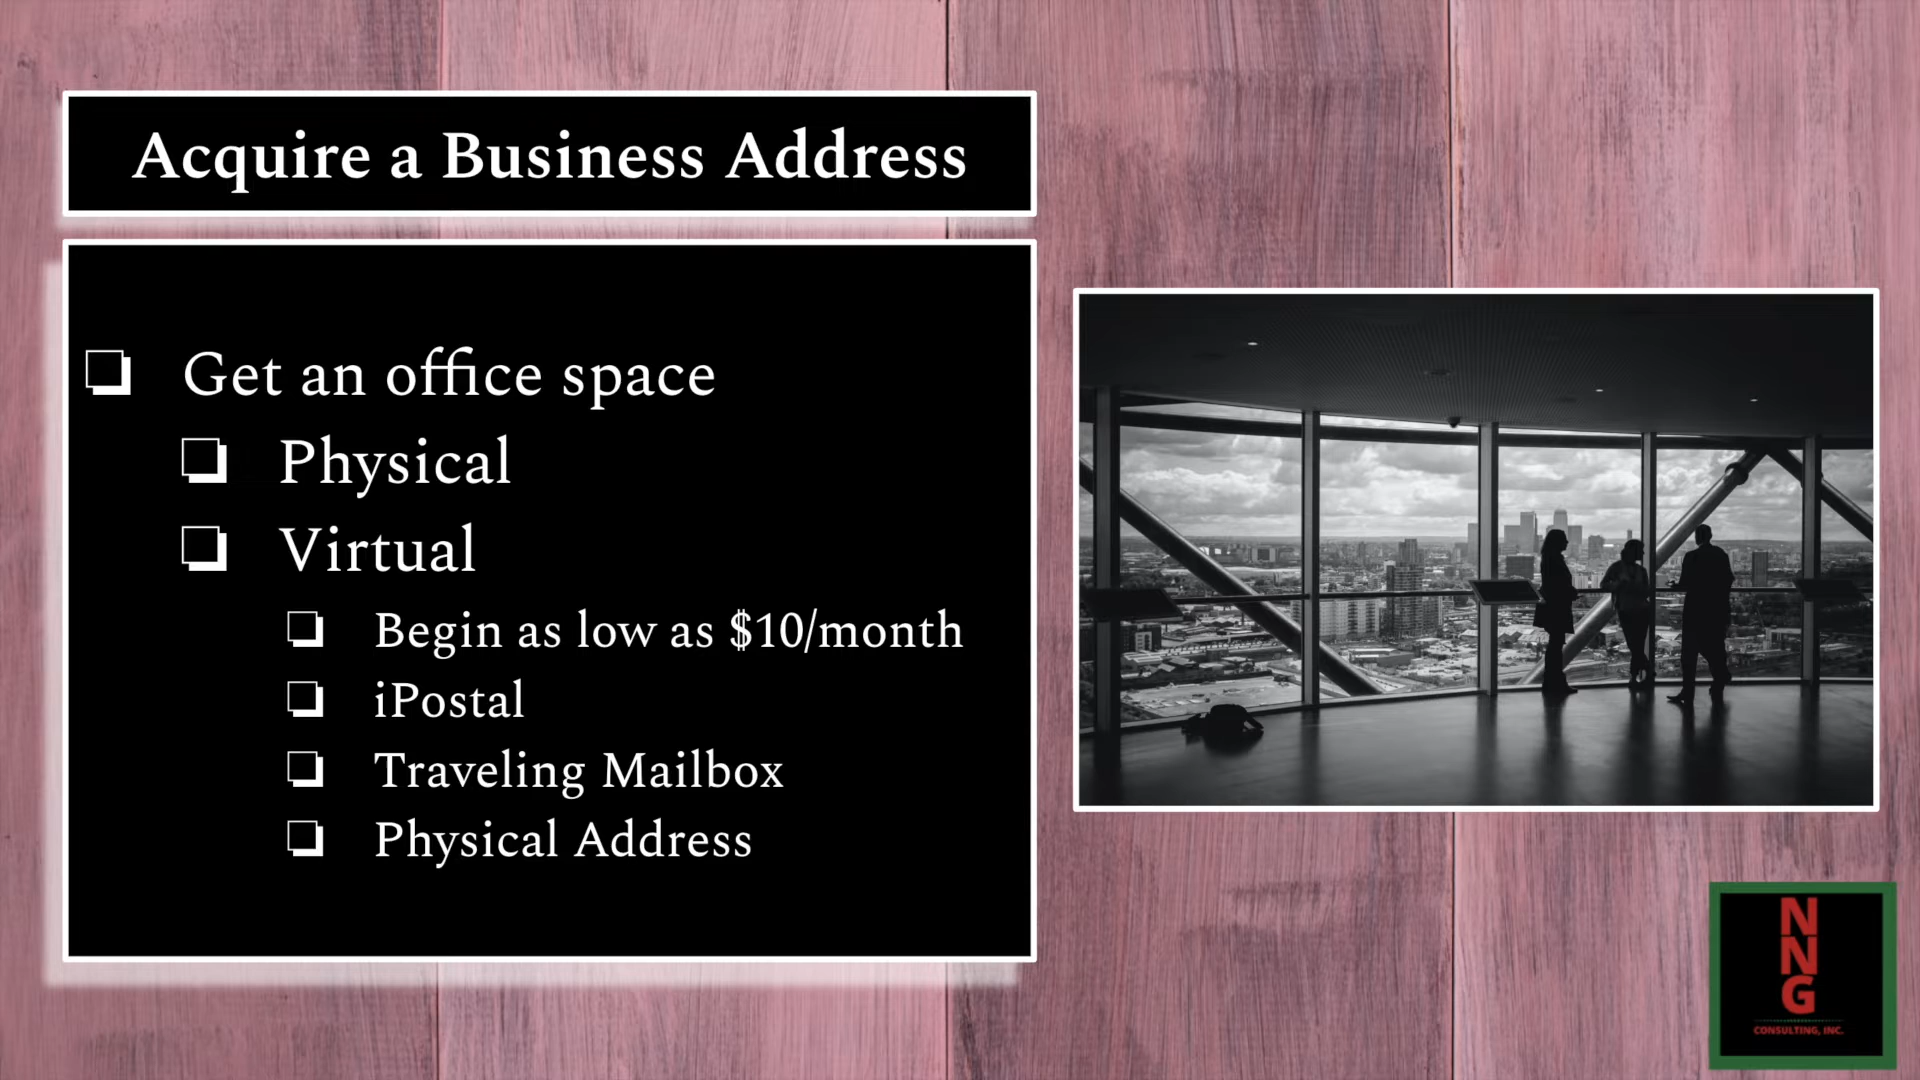 Acquire a Business Address
❏ Get an office space
❏ Physical
❏ Virtual
❏ Begin as low as $10/month
❏ iPostal
❏ Traveling Mailbox
❏ Physical Address
N
N
G
CONSULTING, INC.